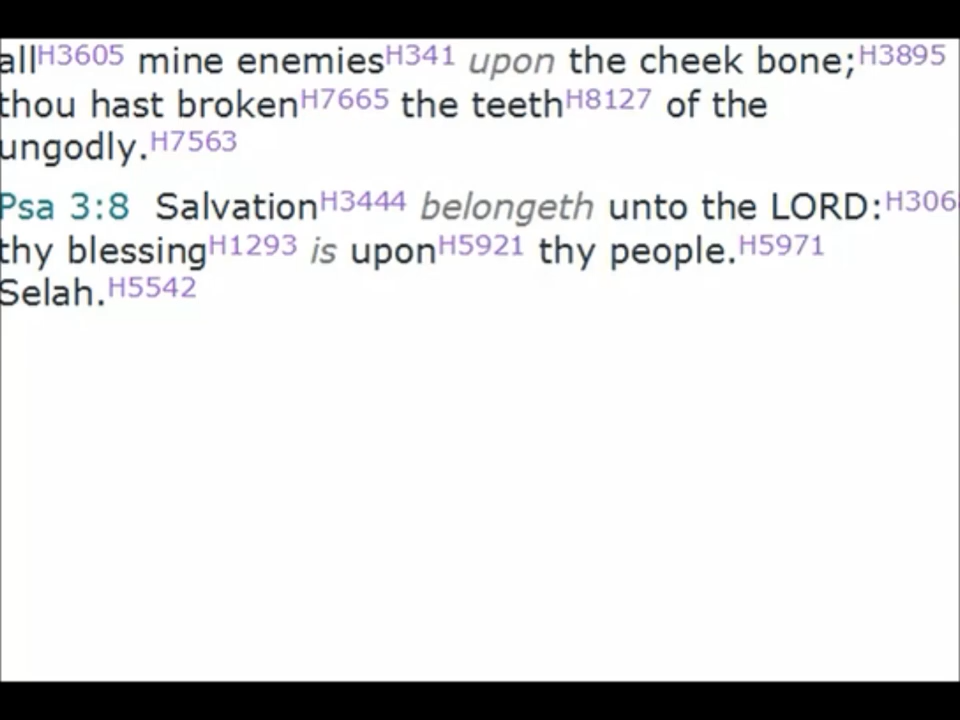 allH3605 mine enemiesH341 upon the cheek bone;H3895
thou hast brokenH7665 the teethH8127 of the
ungodly.H7563
Psa 3:8 SalvationH3444 belongeth unto the LORD:H306
thy blessingH1293 is uponH5921 thy people.H5971
Selah.H5542